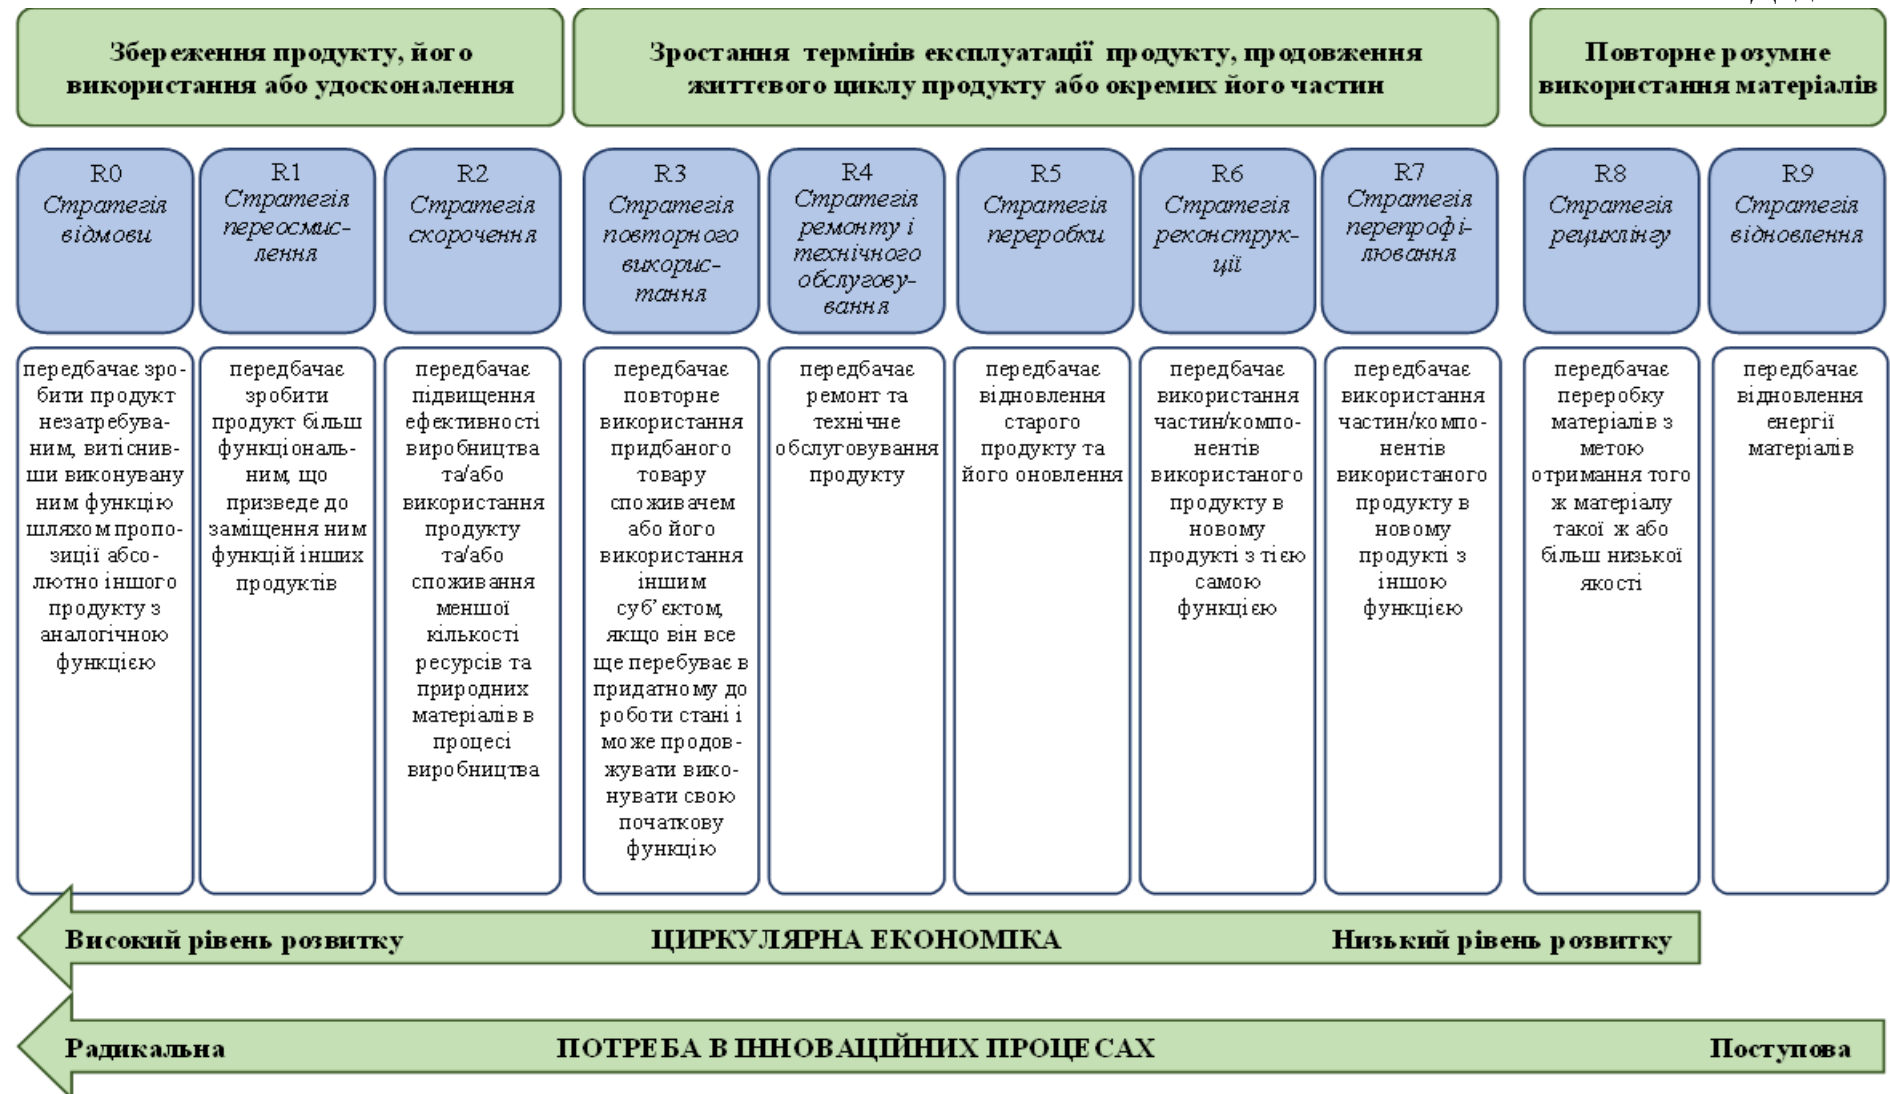 Збереження продукту, його
використання або удосконалення
Зростання термінів експлуатації продукту, продовження
життєвого циклу продукту або окремих його частин
Повторне розумне
використання матеріалів
R0
Стратегія
відмови
R1
Стратегія
переосмис-
лення
R2
Стратегія
скорочення
R3
Стратегія
повторного
викорис-
тання
R4
Стратегія
ремонту і
технічного
обслугову-
вання
R5
Стратегія
переробки
R6
Стратегія
реконструк-
ції
R7
Стратегія
перепрофі-
лювання
R8
Стратегія
рециклінгу
R9
Стратегія
відновлення
передбачає зро-
бити продукт
незатребува-
ним, витіснив-
ши виконувану
ним функцію
шляхом пропо-
зиції абсо-
лютно іншого
продукту з
аналогічною
функцією
передбачає
зробити
продукт більш
функціональ-
ним, що
призведе до
заміщення ним
функцій інших
продуктів
передбачає
підвищення
ефективності
виробництва
та/або
використання
продукту
та/або
споживання
меншої
кількості
ресурсів та
природних
матеріалів в
процесі
виробництва
передбачає
повторне
використання
придбаного
товару
споживачем
або його
використання
іншим
суб’єктом,
якщо він все
ще перебуває в
придатному до
роботи стані і
може продов-
жувати вико-
нувати свою
початкову
функцію
передбачає
ремонт та
технічне
обслуговування
продукту
передбачає
відновлення
старого
продукту та
його оновлення
передбачає
використання
частин/компо-
нентів
використаного
продукту в
новому
продукті з тією
самою
функцією
передбачає
використання
частин/компо-
нентів
використаного
продукту в
новому
продукті з
іншою
функцією
передбачає
переробку
матеріалів з
метою
отримання того
ж матеріалу
такої ж або
більш низької
якості
передбачає
відновлення
енергії
матеріалів
Високий рівень розвитку ЦИРКУЛЯРНА ЕКОНОМІКА Низький рівень розвитку
Радикальна ПОТРЕБА В ІННОВАЦІЙНИХ ПРОЦЕСАХ Поступова